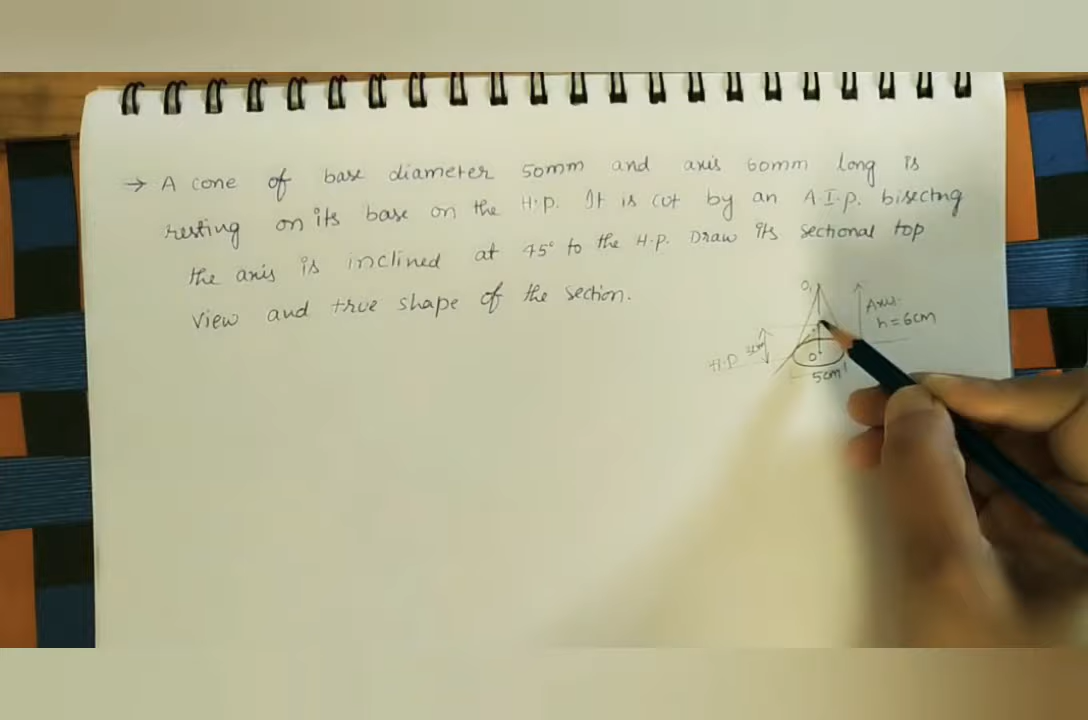 → A cone of base diameter 50mm and axis 60mm long is
resting on its base on the H.P. It is cut by an A.I.P. bisectng
the axis is inclined at 45° to the H.P. Draw its sectional top
view and true shape of the section.
O,
Axis.
h = 6cm
H.P 3cm
O
5cm